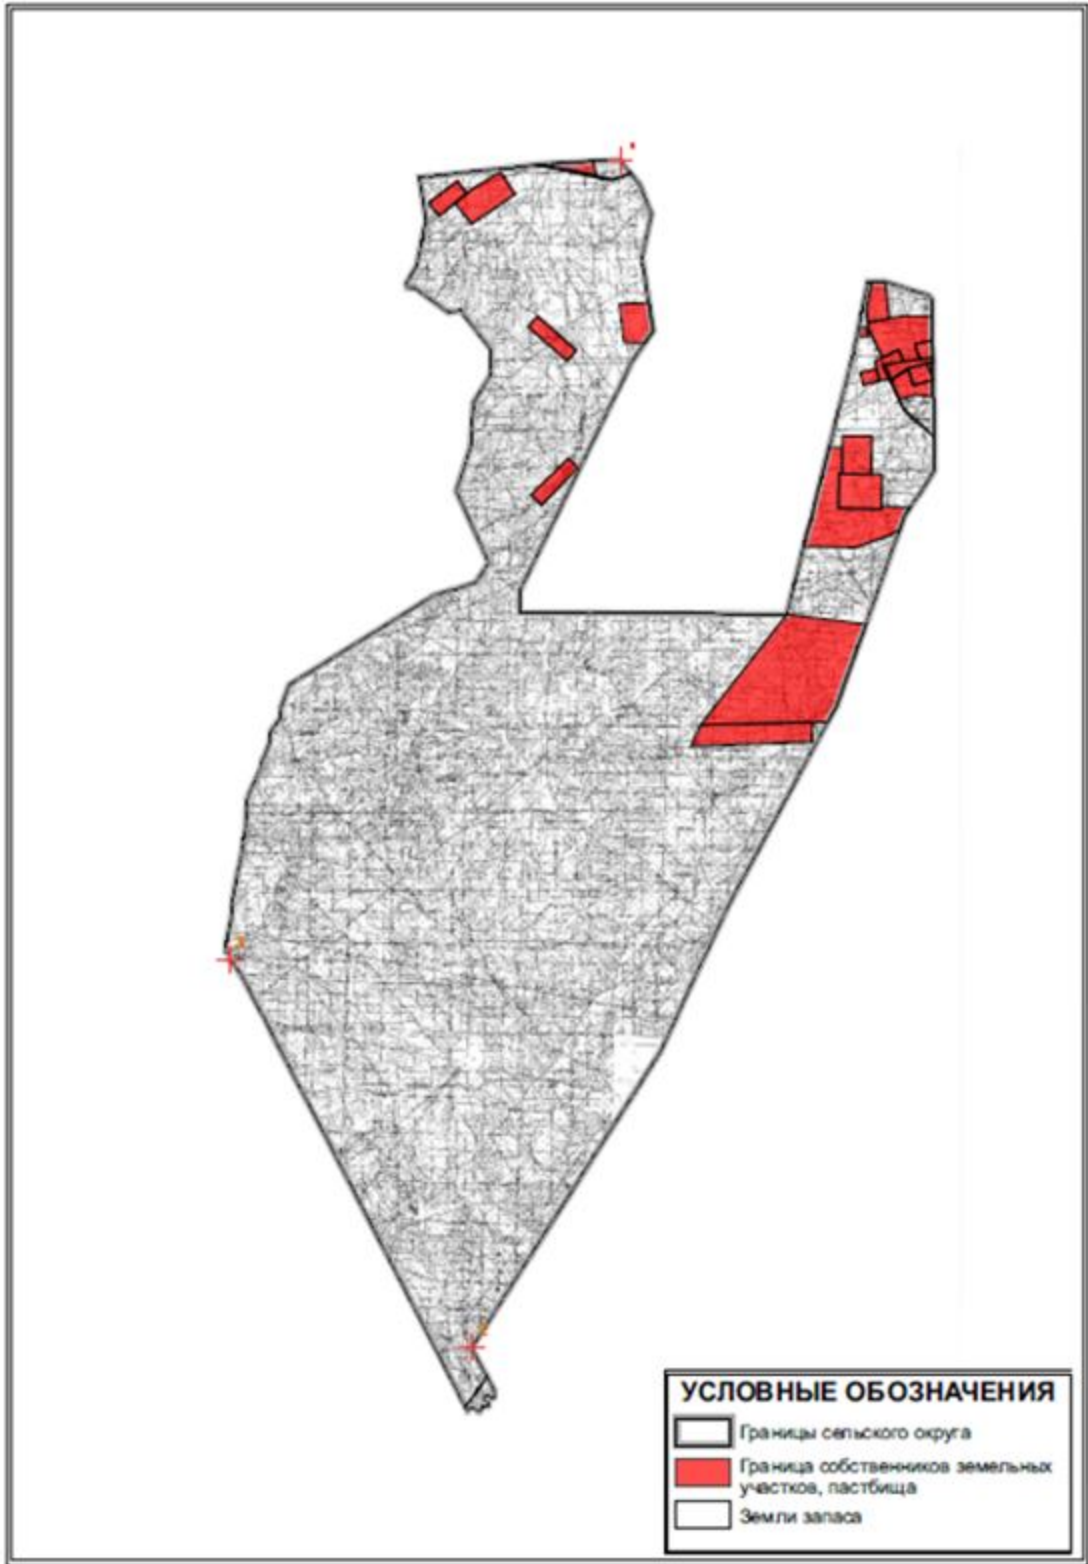 УСЛОВНЫЕ ОБОЗНАЧЕНИЯ
Границы сельского округа
Граница собственников земельных
участков, пастбища
Земли запаса